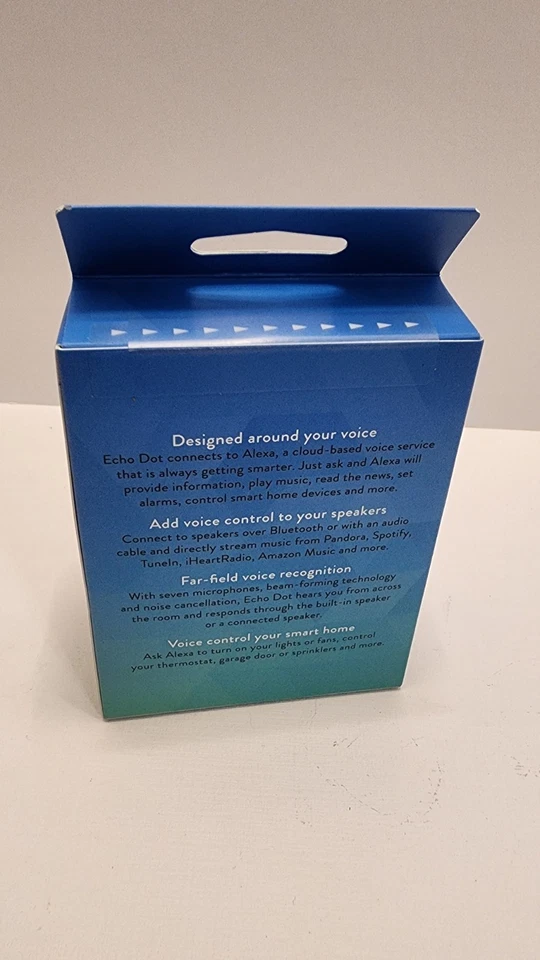 Designed around your voice
Echo Dot connects to Alexa, a cloud-based voice service
that is always getting smarter. Just ask and Alexa will
provide information, play music, read the news, set
alarms, control smart home devices and more.
Add voice control to your speakers
Connect to speakers over Bluetooth or with an audio
cable and directly stream music from Pandora, Spotify,
TuneIn, iHeartRadio, Amazon Music and more.
Far-field voice recognition
With seven microphones, beam-forming technology
and noise cancellation, Echo Dot hears you from across
the room and responds through the built-in speaker
or a connected speaker.
Voice control your smart home
Ask Alexa to turn on your lights or fans, control
your thermostat, garage door or sprinklers and more.